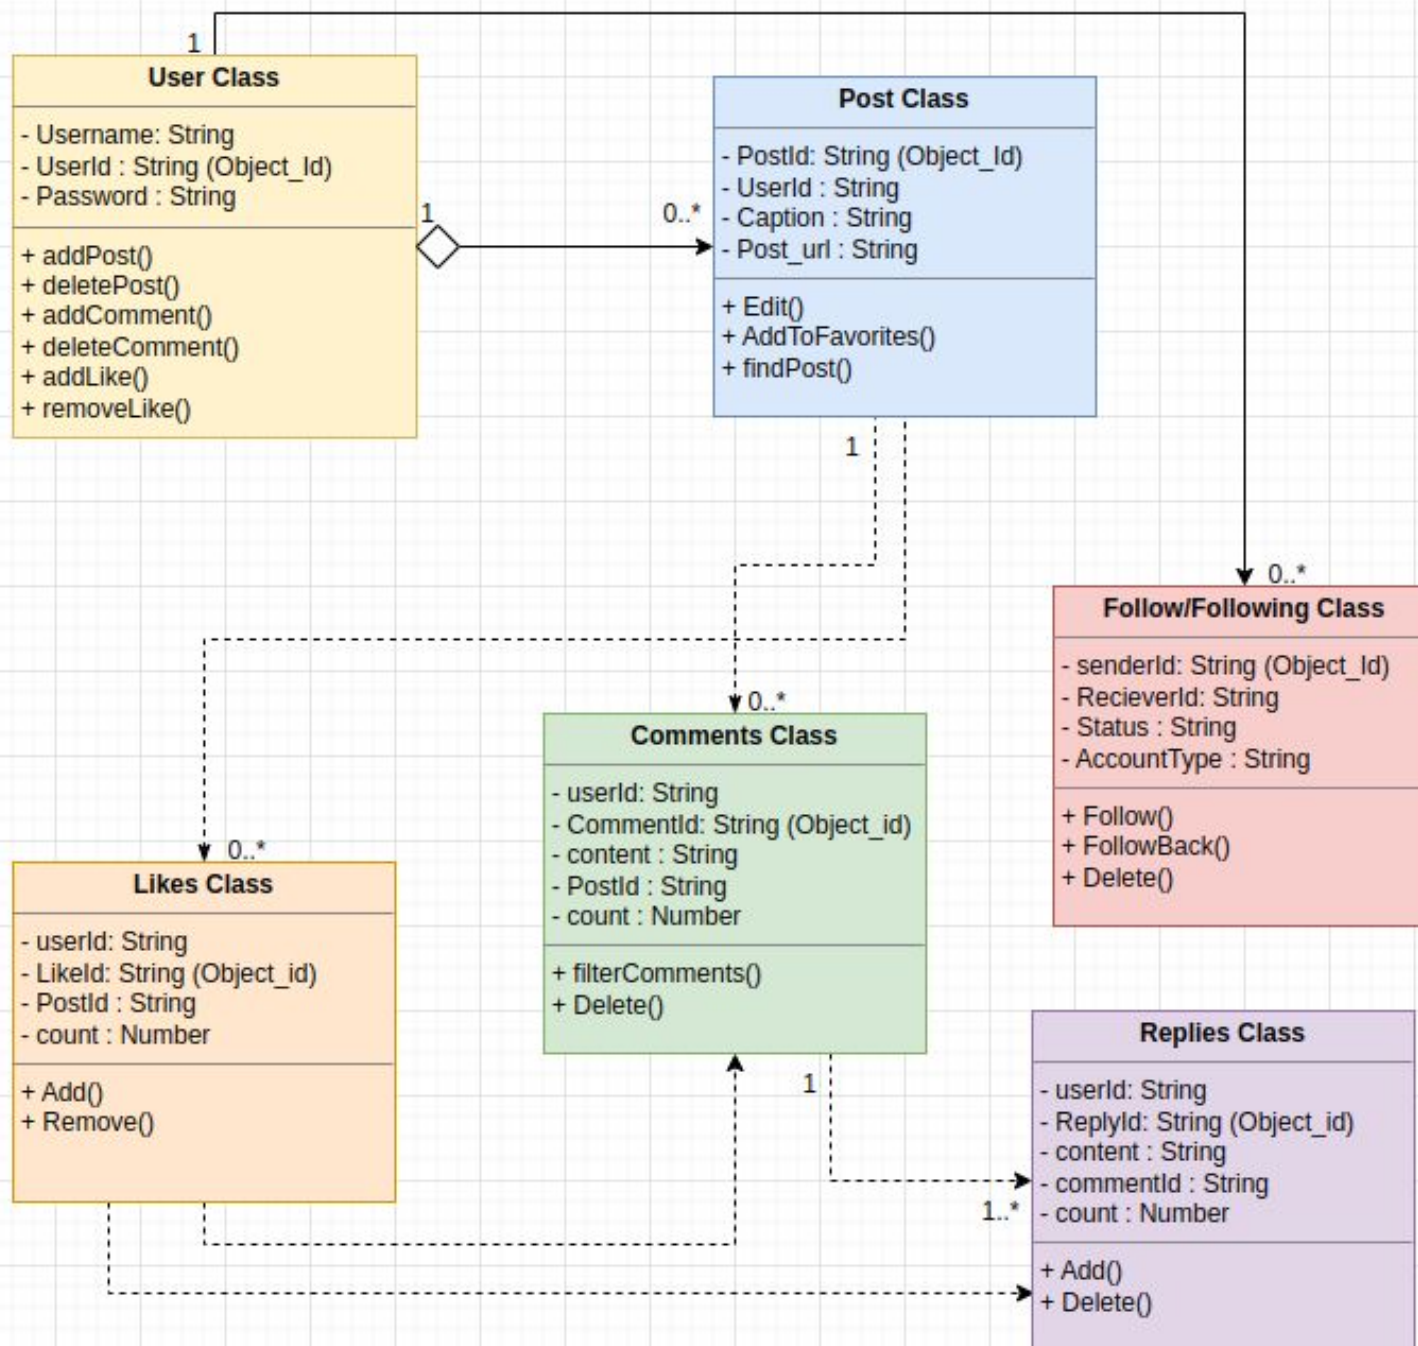 1
User Class
- Username: String
- UserId : String (Object_Id)
- Password : String
+ addPost()
+ deletePost()
+ addComment()
+ deleteComment()
+ addLike()
+ removeLike()
1
0..*
Post Class
- PostId: String (Object_Id)
- UserId : String
- Caption : String
- Post_url : String
+ Edit()
+ AddToFavorites()
+ findPost()
1
0..*
Follow/Following Class
- senderId: String (Object_Id)
- RecieverId: String
- Status : String
- AccountType : String
+ Follow()
+ FollowBack()
+ Delete()
0..*
Comments Class
- userId: String
- CommentId: String (Object_id)
- content : String
- PostId : String
- count : Number
+ filterComments()
+ Delete()
0..*
Likes Class
- userId: String
- LikeId: String (Object_id)
- PostId : String
- count : Number
+ Add()
+ Remove()
1
1..*
Replies Class
- userId: String
- ReplyId: String (Object_id)
- content : String
- commentId : String
- count : Number
+ Add()
+ Delete()